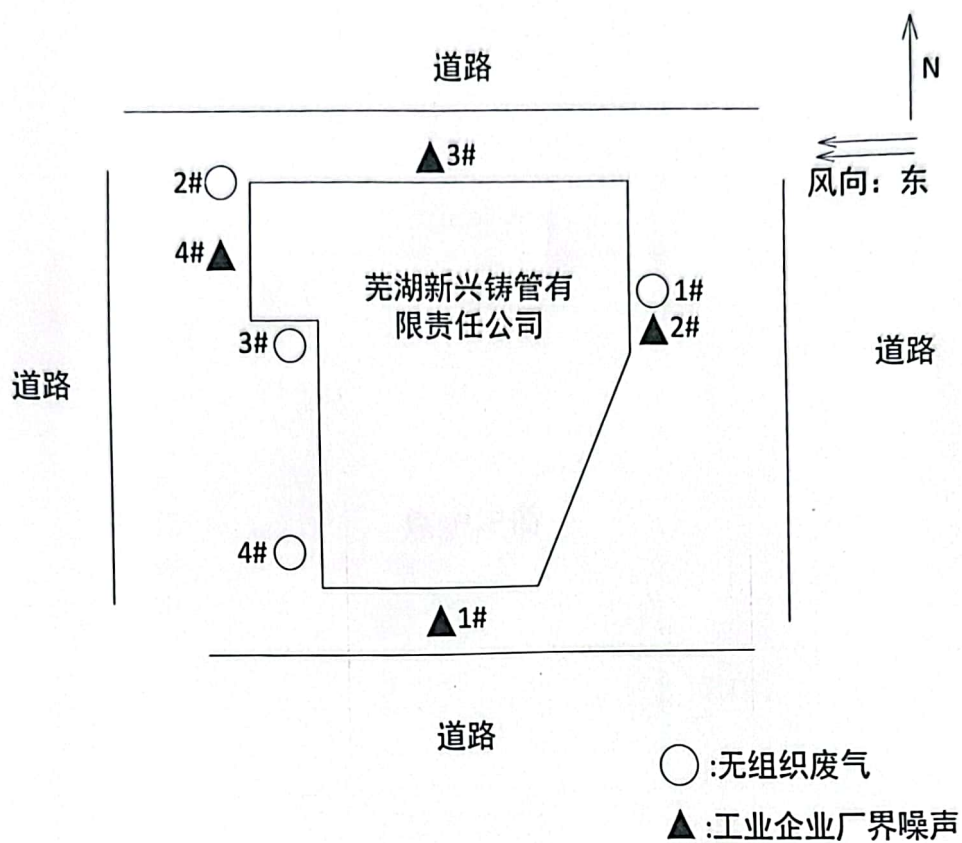 道路
N
3#
风向：东
2#
4#
芜湖新兴铸管有
限责任公司
1#
2#
3#
道路
道路
4#
1#
道路
:无组织废气
:工业企业厂界噪声